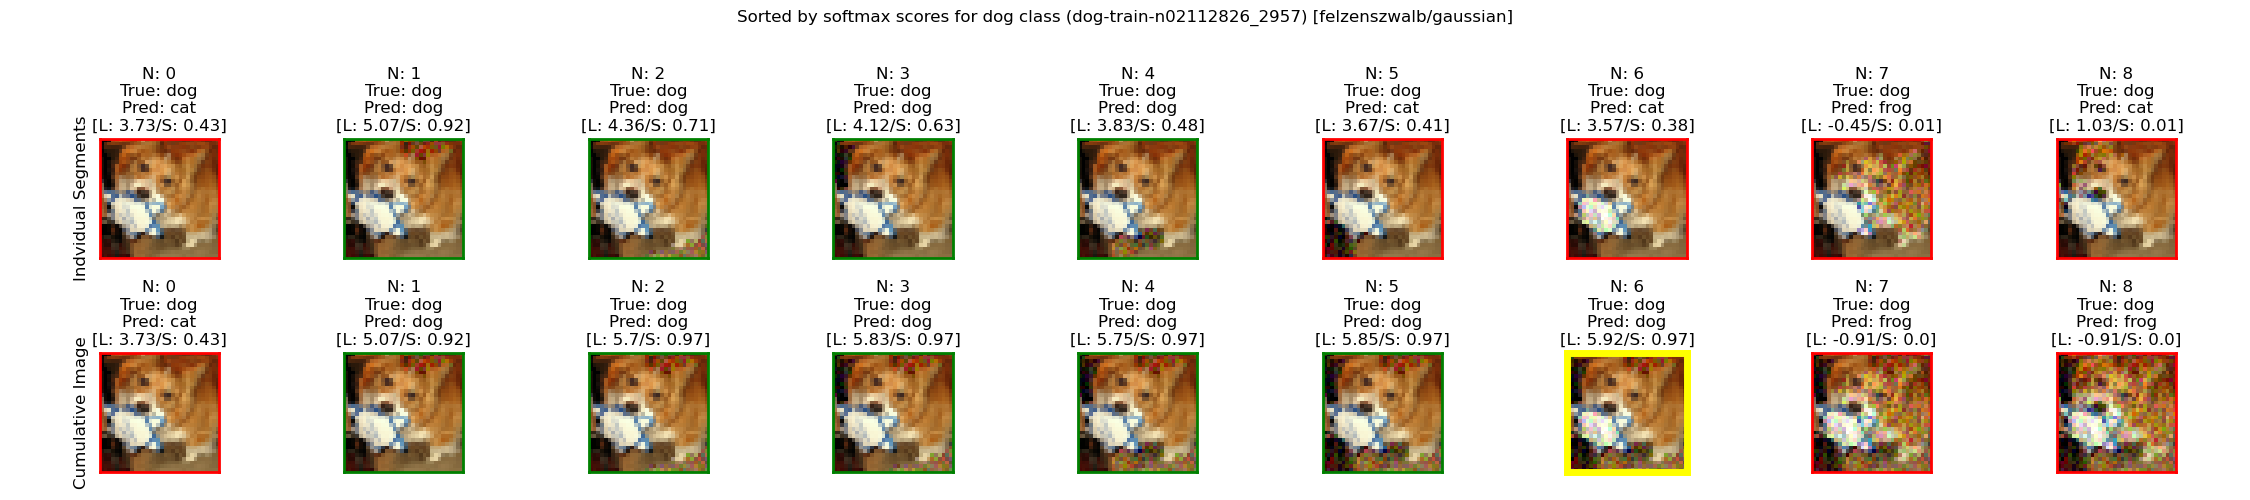 Sorted by softmax scores for dog class (dog-train-n02112826_2957) [felzenszwalb/gaussian]
Indvidual Segments
N: 0
True: dog
Pred: cat
[L: 3.73/S: 0.43]
N: 1
True: dog
Pred: dog
[L: 5.07/S: 0.92]
N: 2
True: dog
Pred: dog
[L: 4.36/S: 0.71]
N: 3
True: dog
Pred: dog
[L: 4.12/S: 0.63]
N: 4
True: dog
Pred: dog
[L: 3.83/S: 0.48]
N: 5
True: dog
Pred: cat
[L: 3.67/S: 0.41]
N: 6
True: dog
Pred: cat
[L: 3.57/S: 0.38]
N: 7
True: dog
Pred: frog
[L: -0.45/S: 0.01]
N: 8
True: dog
Pred: cat
[L: 1.03/S: 0.01]
Cumulative Image
N: 0
True: dog
Pred: cat
[L: 3.73/S: 0.43]
N: 1
True: dog
Pred: dog
[L: 5.07/S: 0.92]
N: 2
True: dog
Pred: dog
[L: 5.7/S: 0.97]
N: 3
True: dog
Pred: dog
[L: 5.83/S: 0.97]
N: 4
True: dog
Pred: dog
[L: 5.75/S: 0.97]
N: 5
True: dog
Pred: dog
[L: 5.85/S: 0.97]
N: 6
True: dog
Pred: dog
[L: 5.92/S: 0.97]
N: 7
True: dog
Pred: frog
[L: -0.91/S: 0.0]
N: 8
True: dog
Pred: frog
[L: -0.91/S: 0.0]